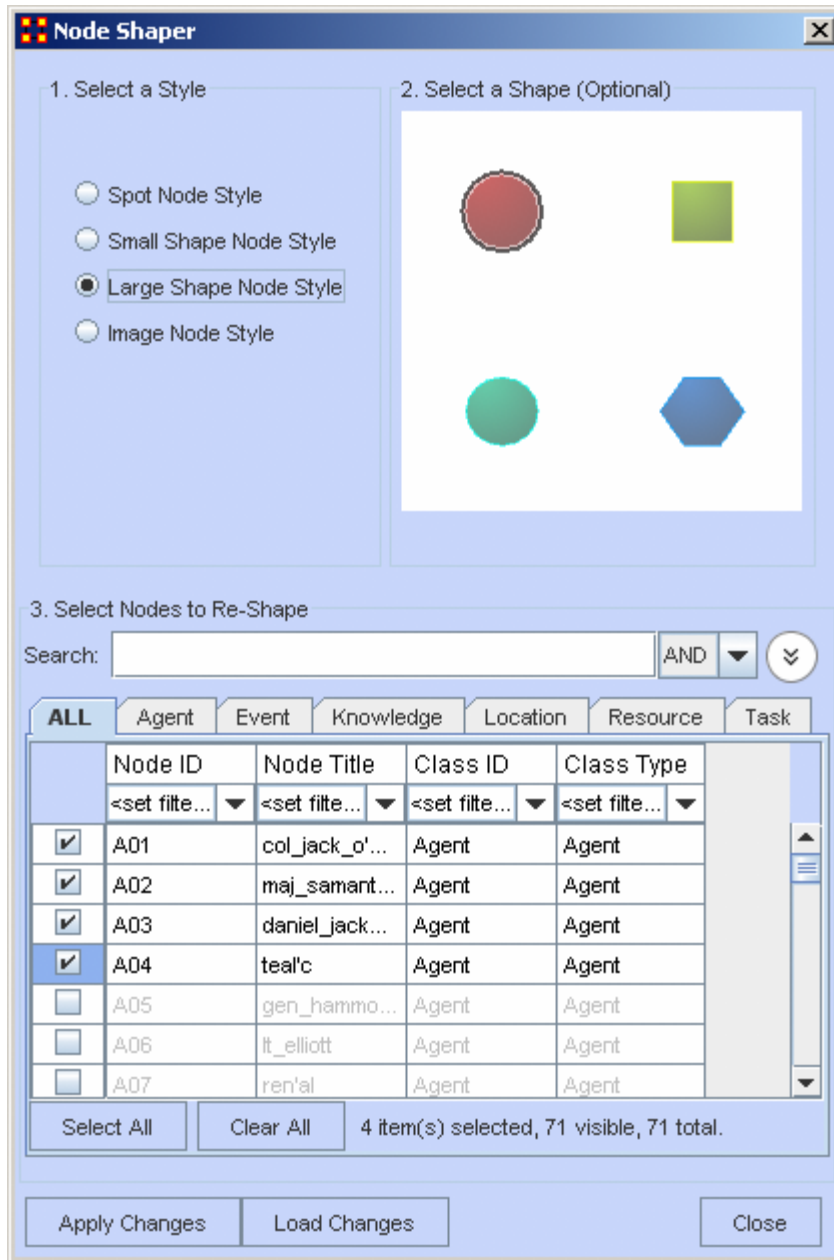 Node Shaper
1. Select a Style
Spot Node Style
Small Shape Node Style
Large Shape Node Style
Image Node Style
2. Select a Shape (Optional)
3. Select Nodes to Re-Shape
Search: AND
ALL Agent Event Knowledge Location Resource Task
Node ID Node Title Class ID Class Type
<set filte... <set filte... <set filte... <set filte...
A01 col_jack_o'... Agent Agent
A02 maj_samant... Agent Agent
A03 daniel_jack... Agent Agent
A04 teal'c Agent Agent
A05 gen_hammo... Agent Agent
A06 lt_elliott Agent Agent
A07 ren'al Agent Agent
Select All Clear All 4 item(s) selected, 71 visible, 71 total.
Apply Changes Load Changes Close